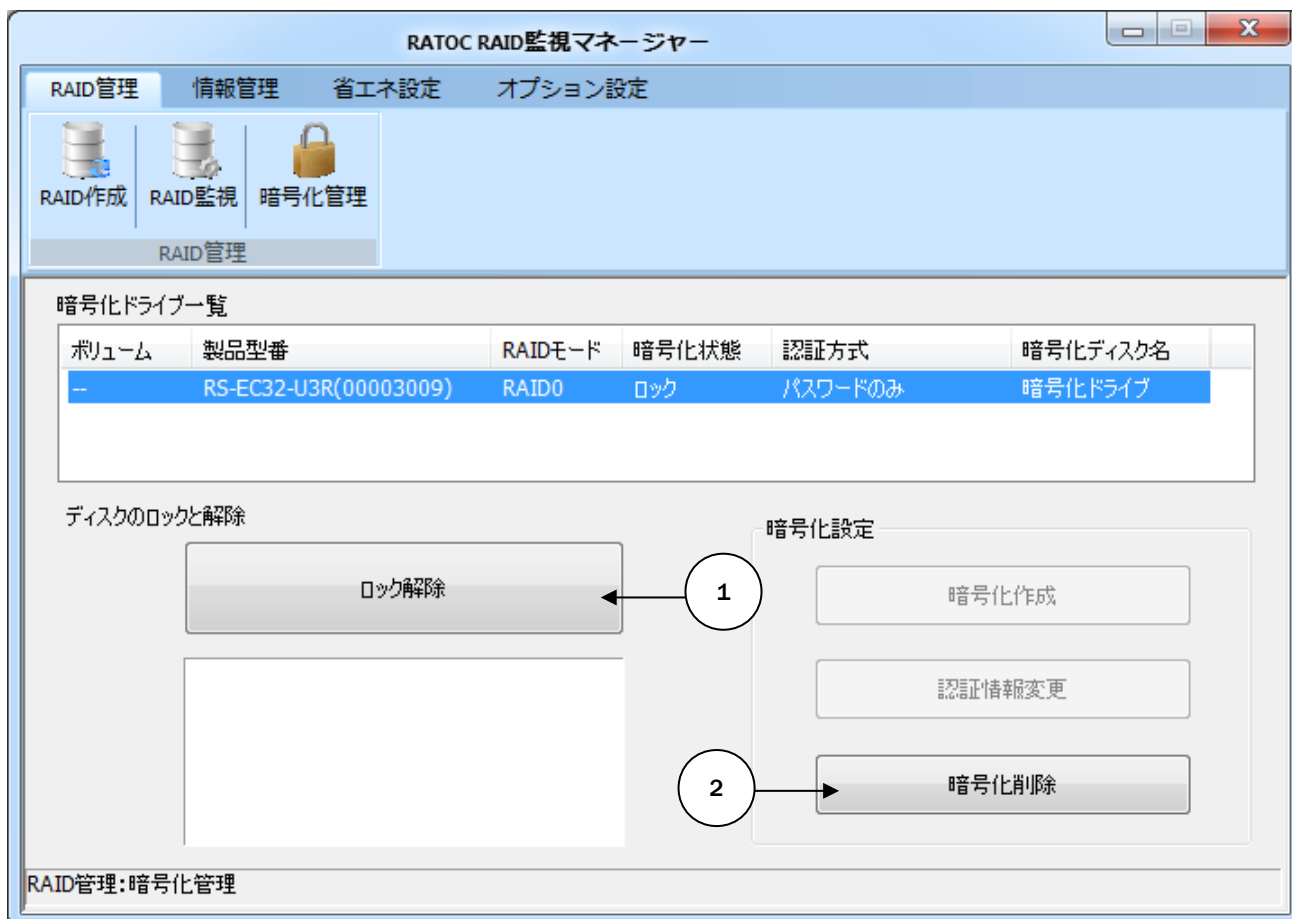 RATOC RAID監視マネージャー
RAID管理 情報管理 省エネ設定 オプション設定
RAID作成 RAID監視 暗号化管理
RAID管理
暗号化ドライブ一覧
ボリューム 製品型番 RAIDモード 暗号化状態 認証方式 暗号化ディスク名
-- RS-EC32-U3R(00003009) RAID0 ロック パスワードのみ 暗号化ドライブ
ディスクのロックと解除
暗号化設定
ロック解除
1
暗号化作成
認証情報変更
2
暗号化削除
RAID管理:暗号化管理